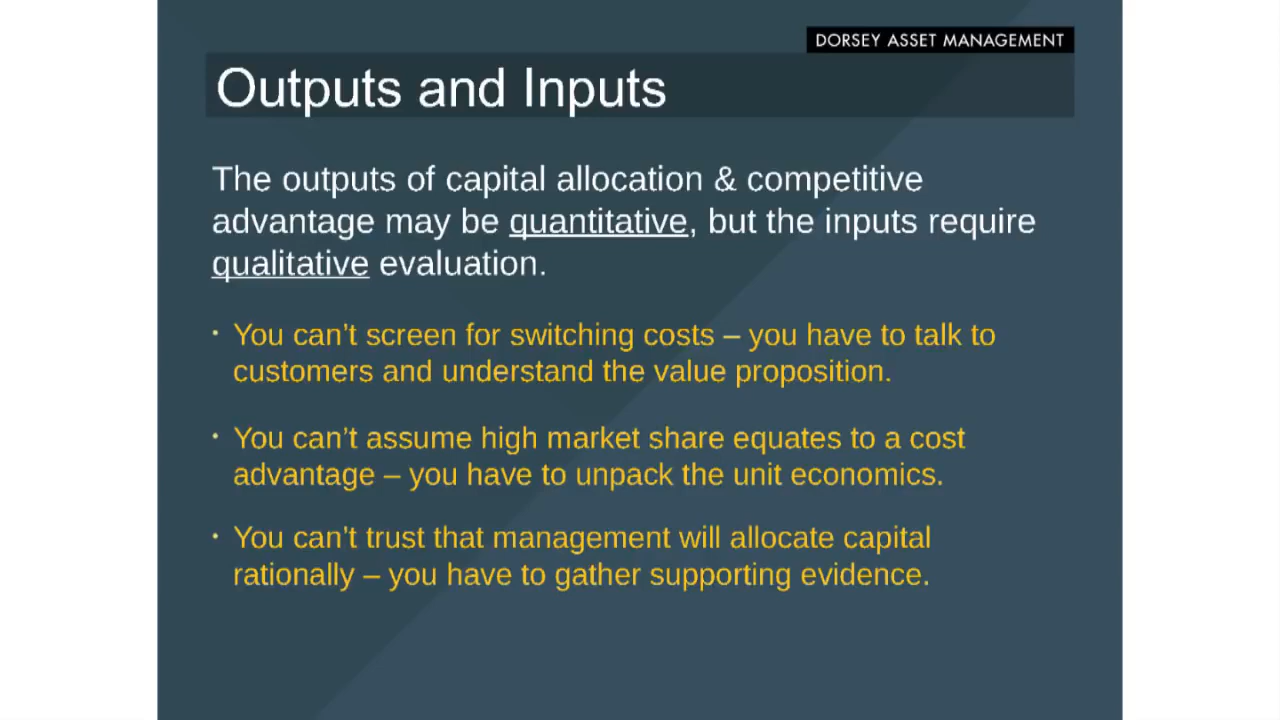 DORSEY ASSET MANAGEMENT
Outputs and Inputs
The outputs of capital allocation & competitive
advantage may be quantitative, but the inputs require
qualitative evaluation.
• You can’t screen for switching costs – you have to talk to
customers and understand the value proposition.
• You can’t assume high market share equates to a cost
advantage – you have to unpack the unit economics.
• You can’t trust that management will allocate capital
rationally – you have to gather supporting evidence.